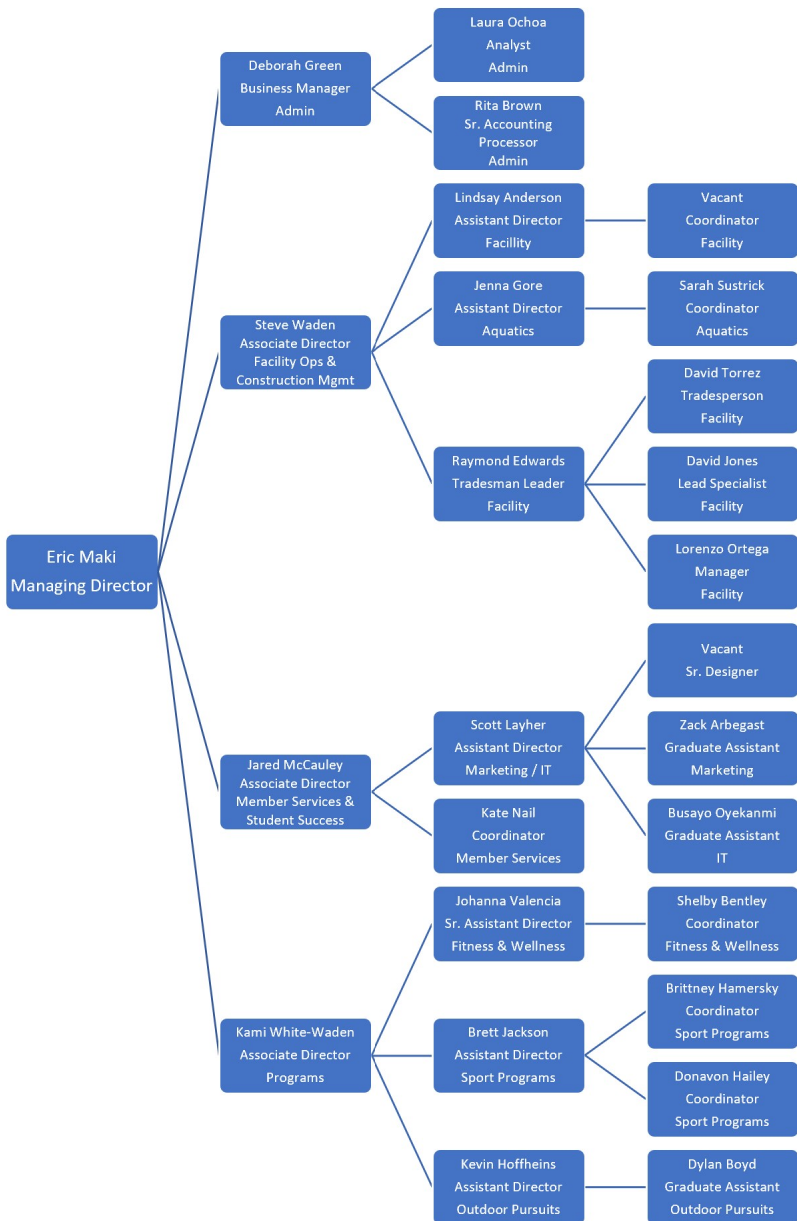 Eric Maki
Managing Director
Deborah Green
Business Manager
Admin
Laura Ochoa
Analyst
Admin
Rita Brown
Sr. Accounting
Processor
Admin
Steve Waden
Associate Director
Facility Ops &
Construction Mgmt
Lindsay Anderson
Assistant Director
Facillity
Vacant
Coordinator
Facility
Jenna Gore
Assistant Director
Aquatics
Sarah Sustrick
Coordinator
Aquatics
Raymond Edwards
Tradesman Leader
Facility
David Torrez
Tradesperson
Facility
David Jones
Lead Specialist
Facility
Lorenzo Ortega
Manager
Facility
Jared McCauley
Associate Director
Member Services &
Student Success
Scott Layher
Assistant Director
Marketing / IT
Vacant
Sr. Designer
Zack Arbegast
Graduate Assistant
Marketing
Busayo Oyekanmi
Graduate Assistant
IT
Kate Nail
Coordinator
Member Services
Kami White-Waden
Associate Director
Programs
Johanna Valencia
Sr. Assistant Director
Fitness & Wellness
Shelby Bentley
Coordinator
Fitness & Wellness
Brett Jackson
Assistant Director
Sport Programs
Brittney Hamersky
Coordinator
Sport Programs
Donavon Hailey
Coordinator
Sport Programs
Kevin Hoffheins
Assistant Director
Outdoor Pursuits
Dylan Boyd
Graduate Assistant
Outdoor Pursuits